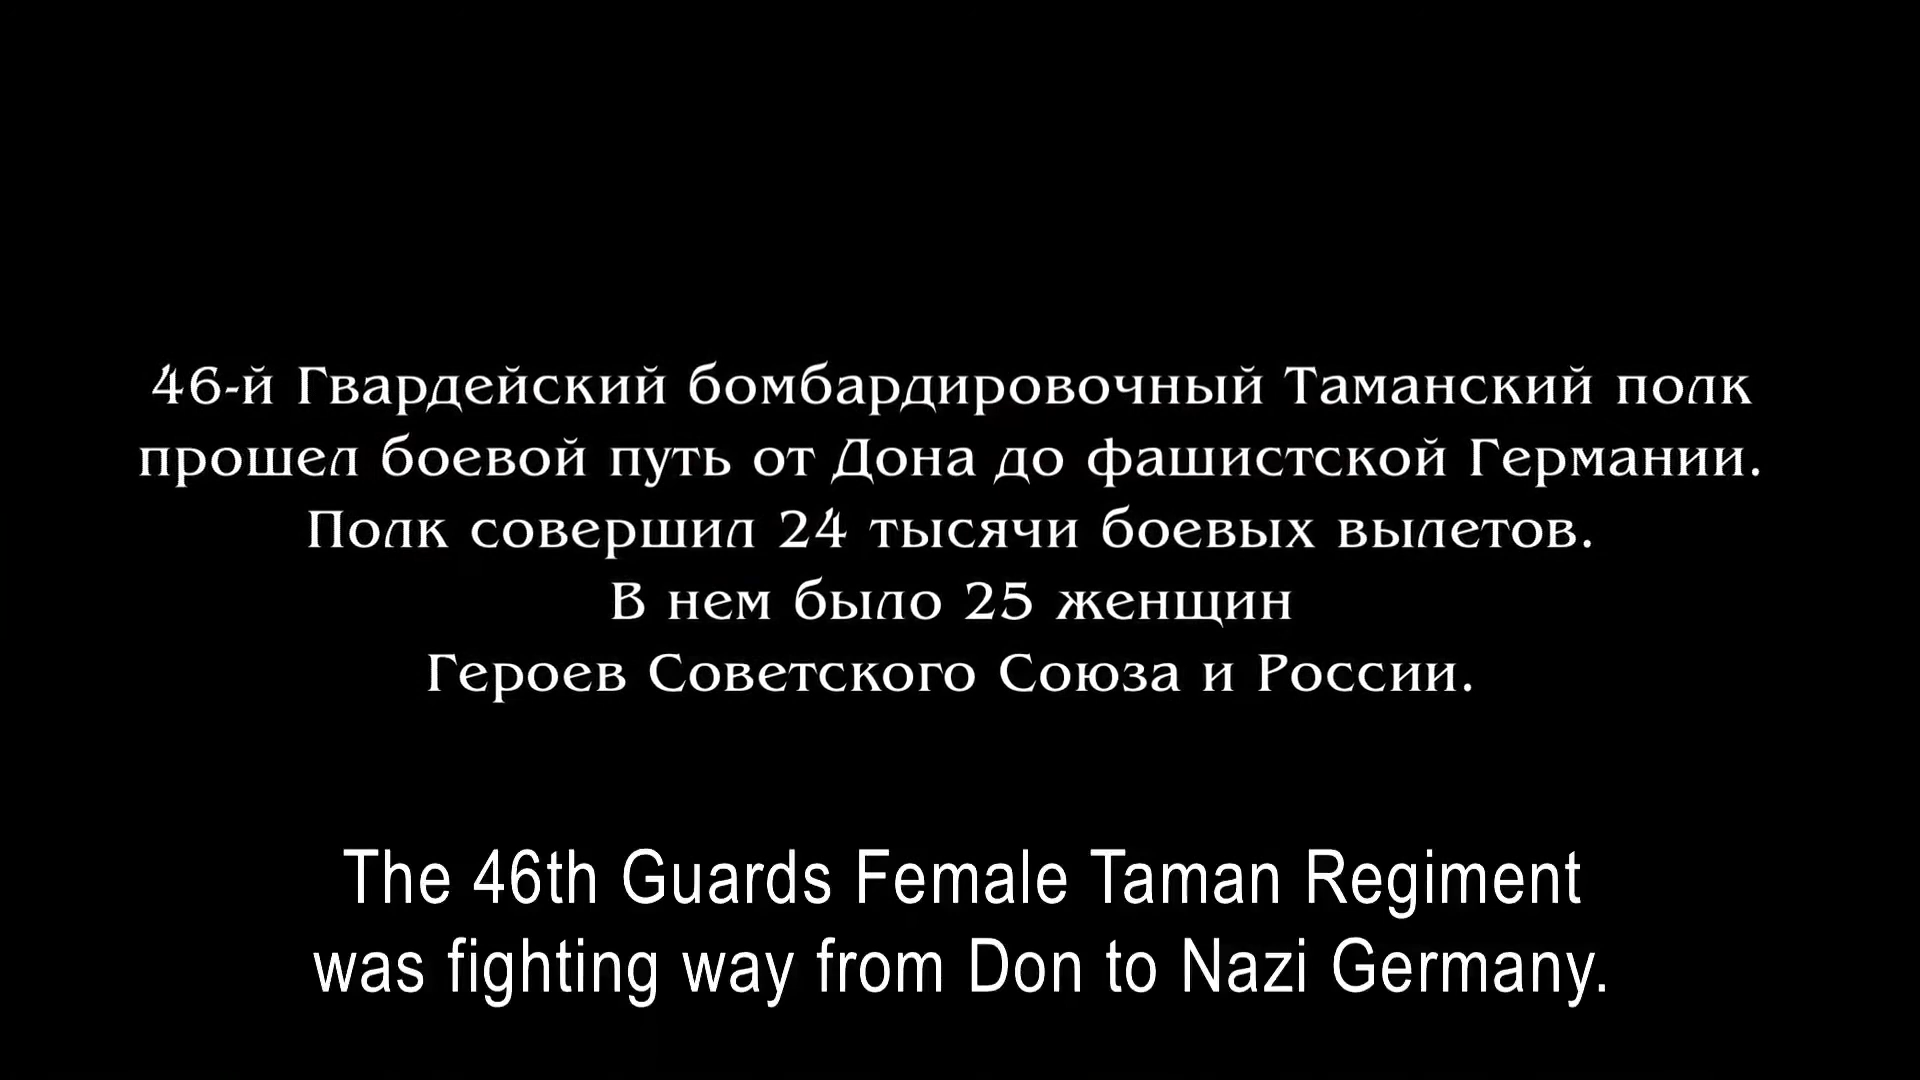 46-й Гвардейский бомбардировочный Таманский полк
прошел боевой путь от Дона до фашистской Германии.
Полк совершил 24 тысячи боевых вылетов.
В нем было 25 женщин
Героев Советского Союза и России.
The 46th Guards Female Taman Regiment
was fighting way from Don to Nazi Germany.